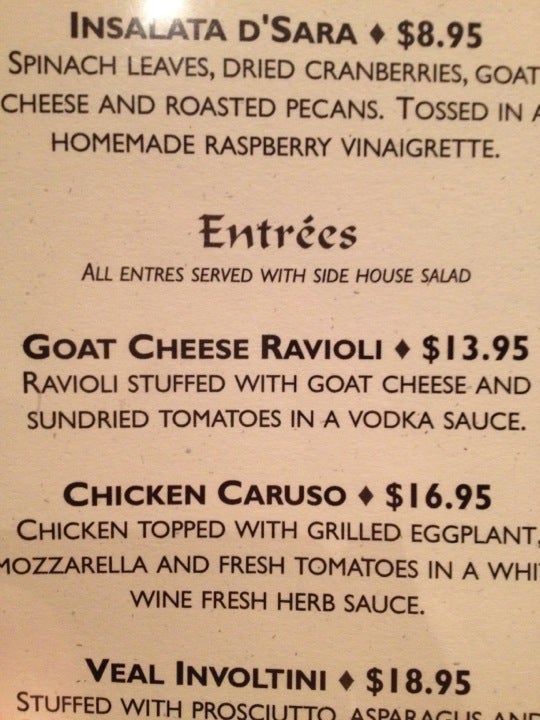 INSALATA D'SARA ♦ $8.95
SPINACH LEAVES, DRIED CRANBERRIES, GOAT
CHEESE AND ROASTED PECANS. TOSSED IN A
HOMEMADE RASPBERRY VINAIGRETTE.
Entrées
ALL ENTRES SERVED WITH SIDE HOUSE SALAD
GOAT CHEESE RAVIOLI ♦ $13.95
RAVIOLI STUFFED WITH GOAT CHEESE AND
SUNDRIED TOMATOES IN A VODKA SAUCE.
CHICKEN CARUSO ♦ $16.95
CHICKEN TOPPED WITH GRILLED EGGPLANT,
MOZZARELLA AND FRESH TOMATOES IN A WHI
WINE FRESH HERB SAUCE.
VEAL INVOLTINI ♦ $18.95
STUFFED WITH PROSCIUTTO, ASPARAGUS AND